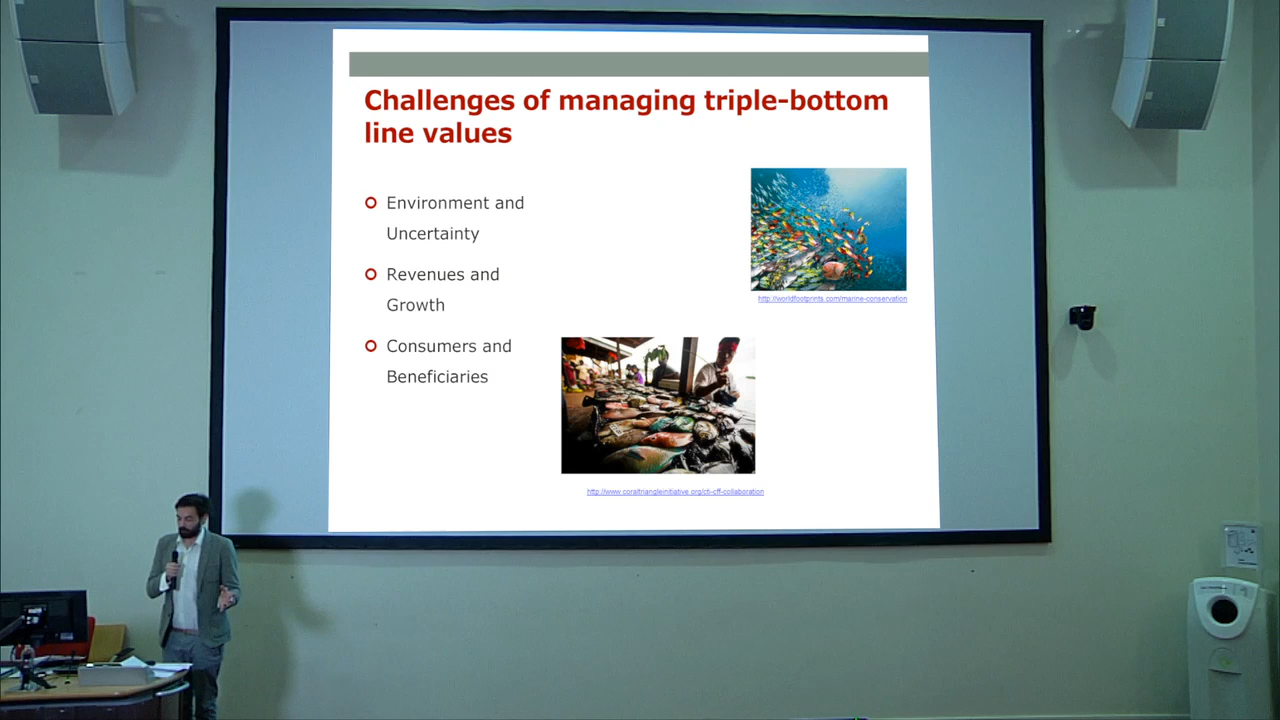 Challenges of managing triple-bottom
line values
Environment and
Uncertainty
Revenues and
Growth
Consumers and
Beneficiaries
http://worldfootprints.com/marine-conservation
http://www.coraltriangleinitiative.org/cti-cff-collaboration